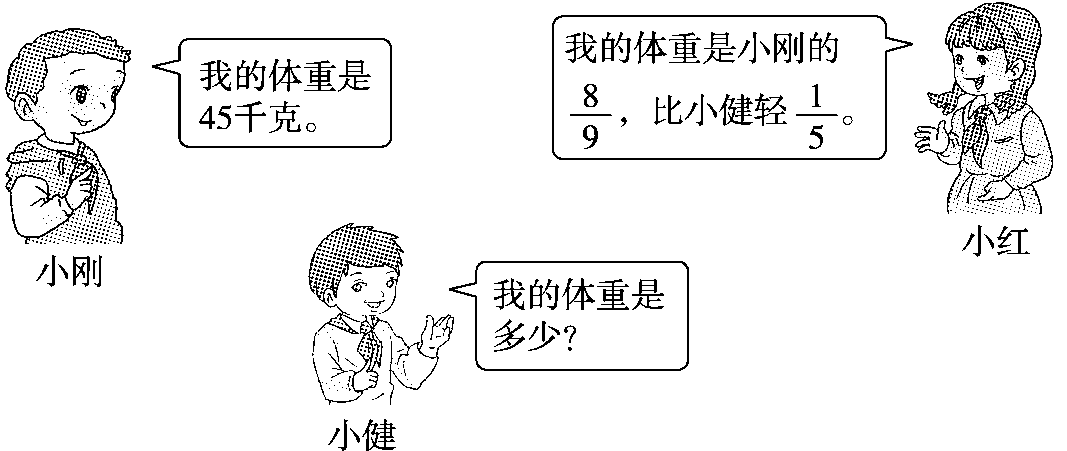 我的体重是
45千克。
小刚
我的体重是小刚的
8/9，比小健轻1/5。
小红
我的体重是
多少？
小健